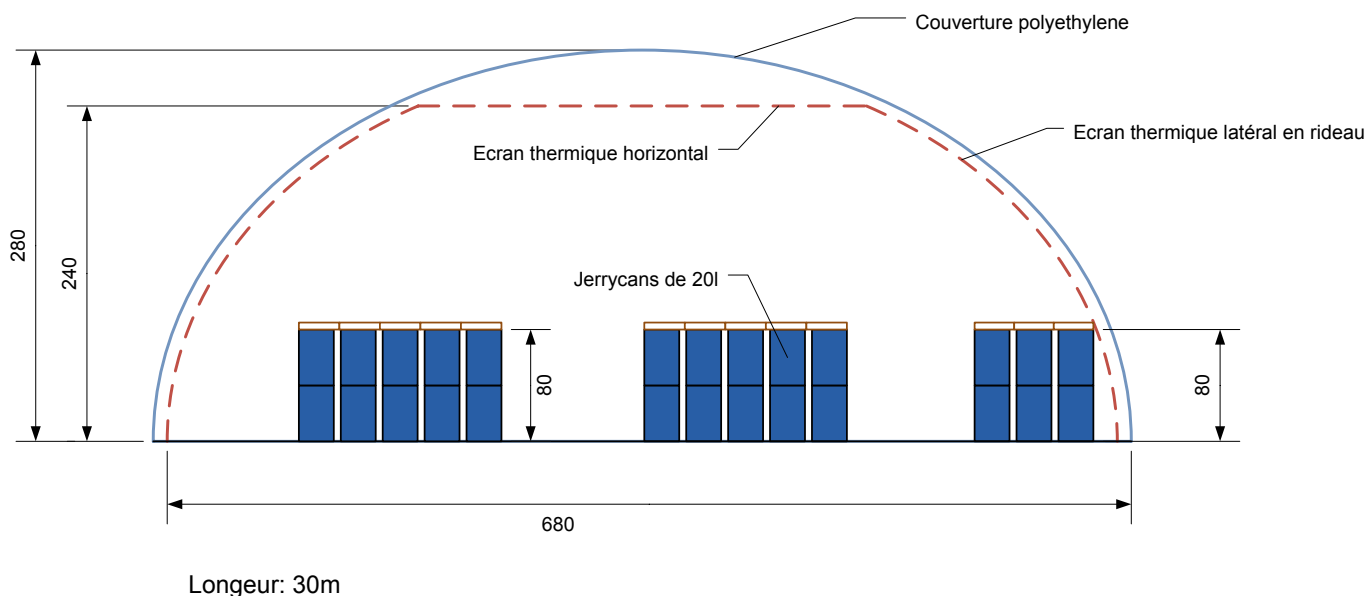 Couverture polyethylene
280
240
Ecran thermique horizontal
Ecran thermique latéral en rideau
Jerrycans de 20l
80
80
680
Longeur: 30m